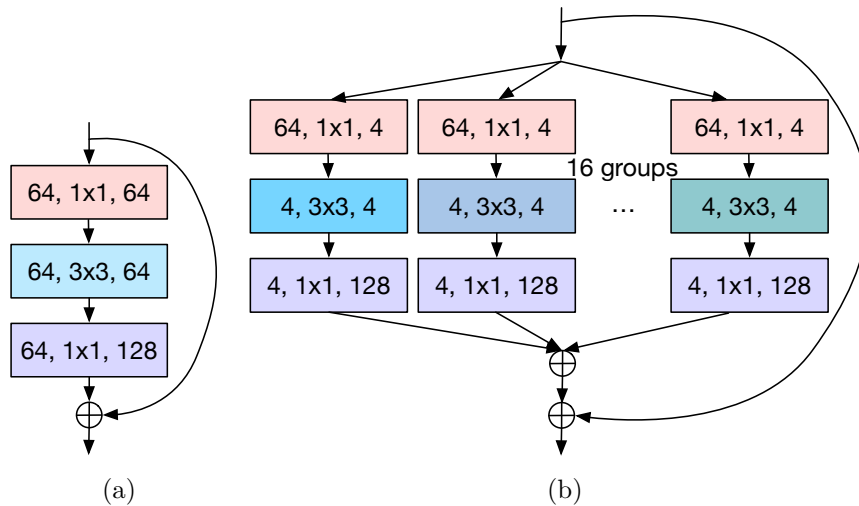 64, 1x1, 64
64, 3x3, 64
64, 1x1, 128
(a)
64, 1x1, 4
64, 1x1, 4
64, 1x1, 4
16 groups
4, 3x3, 4
4, 3x3, 4
...
4, 3x3, 4
4, 1x1, 128
4, 1x1, 128
4, 1x1, 128
(b)